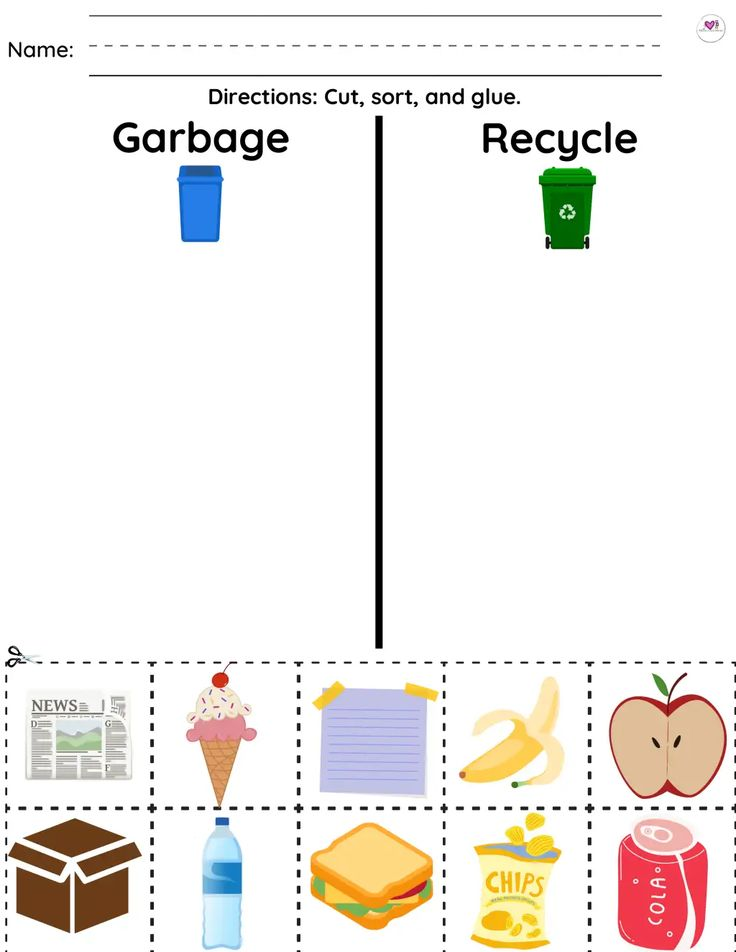 Name:
Directions: Cut, sort, and glue.
Garbage Recycle
NEWS
D G
CHIPS
COLA